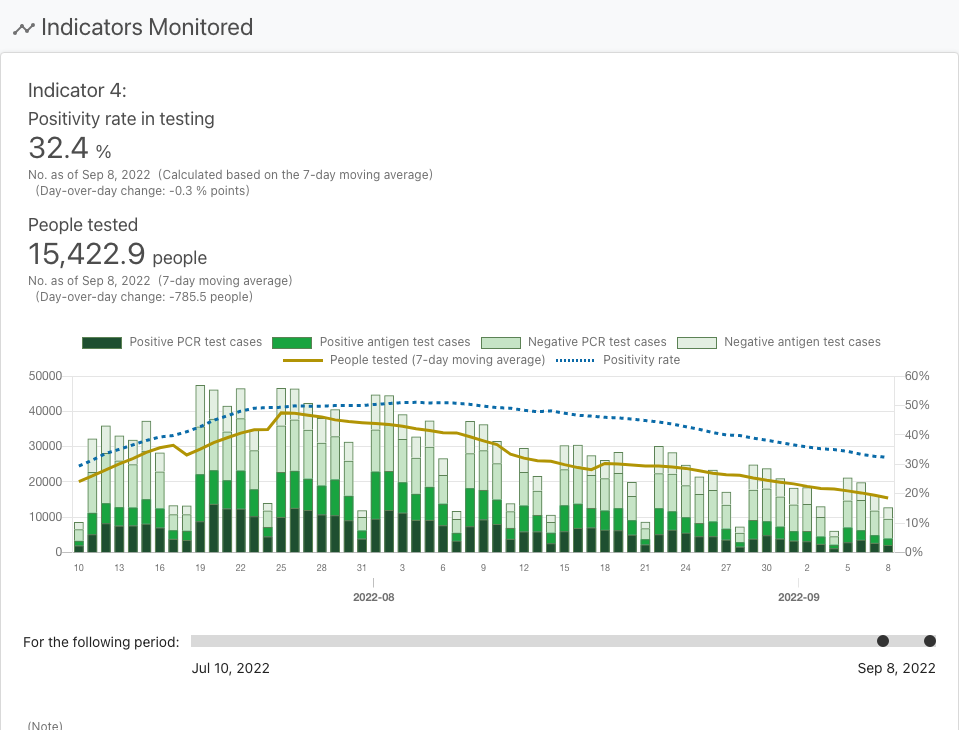 Indicators Monitored
Indicator 4:
Positivity rate in testing
32.4 %
No. as of Sep 8, 2022 (Calculated based on the 7-day moving average)
(Day-over-day change: -0.3 % points)
People tested
15,422.9 people
No. as of Sep 8, 2022 (7-day moving average)
(Day-over-day change: -785.5 people)
Positive PCR test cases Positive antigen test cases Negative PCR test cases Negative antigen test cases
People tested (7-day moving average) Positivity rate
50000 60%
40000 50%
30000 40%
20000 30%
10000 20%
0 10%
0%
10 13 16 19 22 25 28 31 3 6 9 12 15 18 21 24 27 30 2 5 8
2022-08 2022-09
For the following period:
Jul 10, 2022 Sep 8, 2022
(Note)